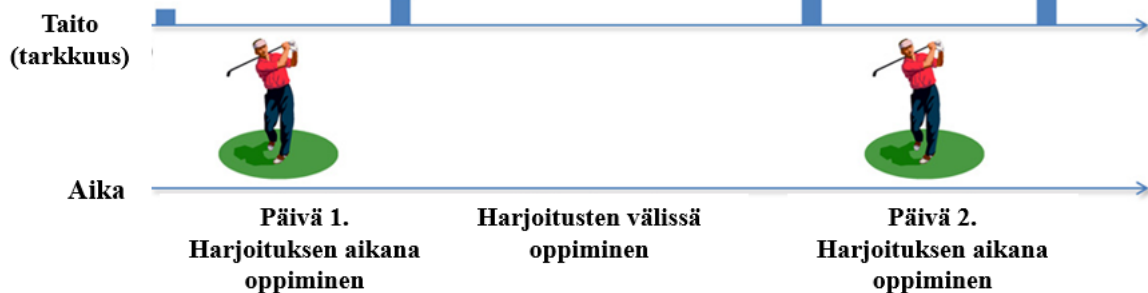 Taito
(tarkkuus)
Aika
Päivä 1.
Harjoituksen aikana
oppiminen
Harjoitusten välissä
oppiminen
Päivä 2.
Harjoituksen aikana
oppiminen